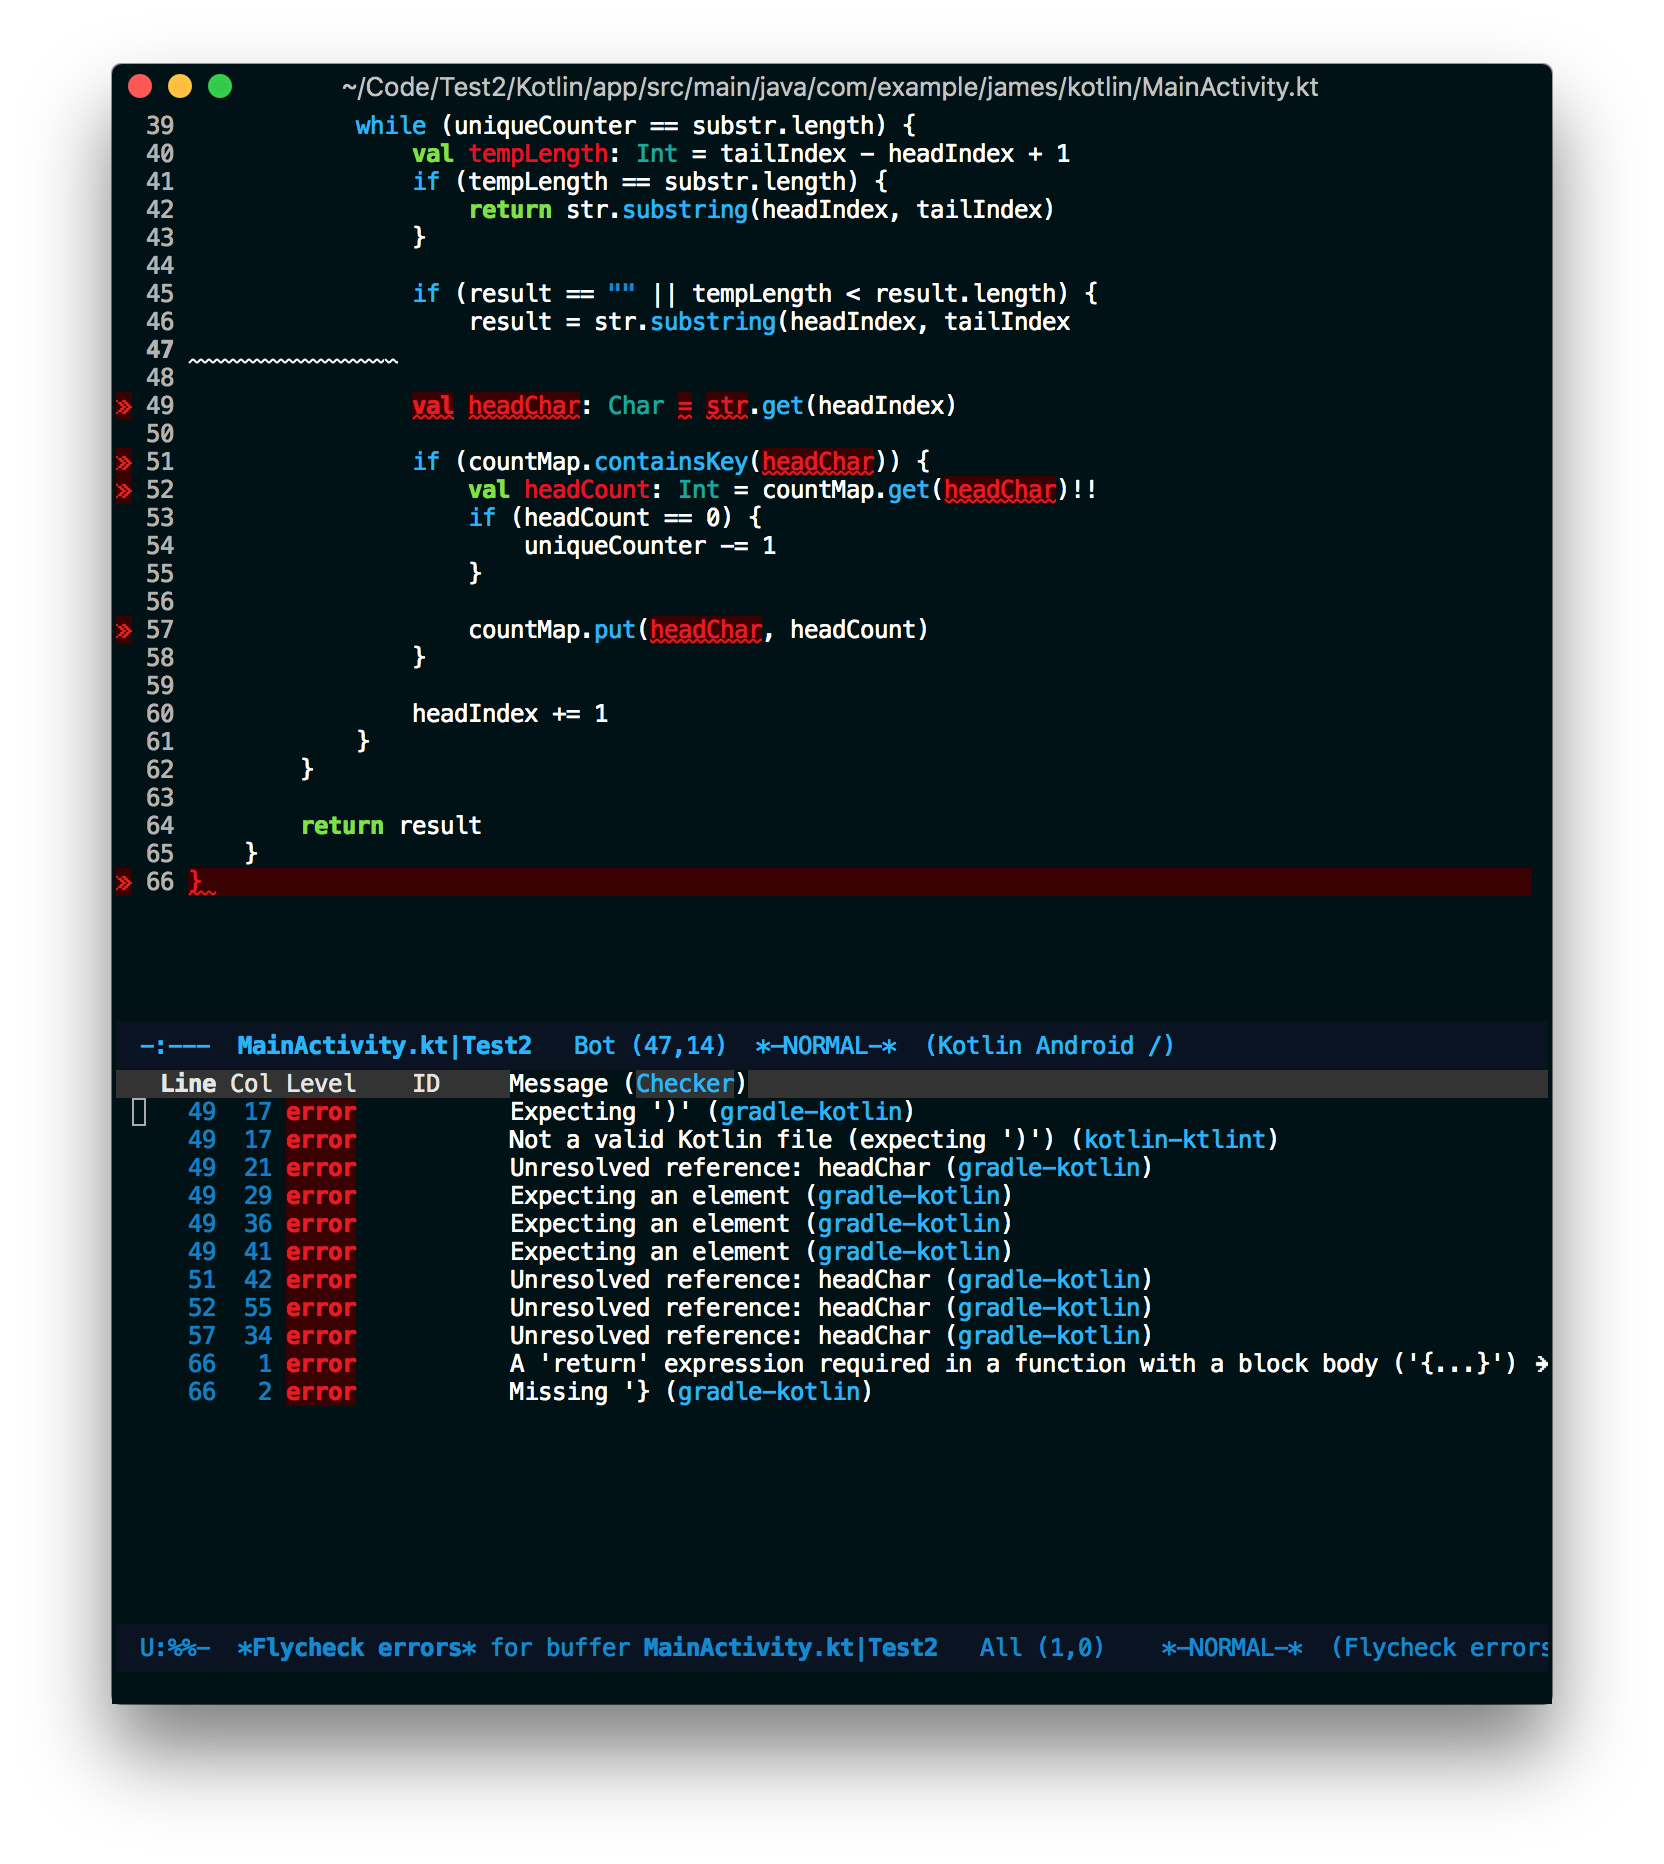 ~/Code/Test2/Kotlin/app/src/main/java/com/example/james/kotlin/MainActivity.kt
39             while (uniqueCounter == substr.length) {
40                 val tempLength: Int = tailIndex - headIndex + 1
41                 if (tempLength == substr.length) {
42                     return str.substring(headIndex, tailIndex)
43                 }
44
45                 if (result == "" || tempLength < result.length) {
46                     result = str.substring(headIndex, tailIndex
47
48
» 49                 val headChar: Char = str.get(headIndex)
50
» 51                 if (countMap.containsKey(headChar)) {
» 52                     val headCount: Int = countMap.get(headChar)!!
53                     if (headCount == 0) {
54                         uniqueCounter -= 1
55                     }
56
» 57                     countMap.put(headChar, headCount)
58                 }
59
60                 headIndex += 1
61             }
62         }
63
64         return result
65     }
» 66 }
-:---  MainActivity.kt|Test2   Bot (47,14)  *-NORMAL-*  (Kotlin Android /)
Line Col Level    ID     Message (Checker)
49  17 error           Expecting ')' (gradle-kotlin)
49  17 error           Not a valid Kotlin file (expecting ')') (kotlin-ktlint)
49  21 error           Unresolved reference: headChar (gradle-kotlin)
49  29 error           Expecting an element (gradle-kotlin)
49  36 error           Expecting an element (gradle-kotlin)
49  41 error           Expecting an element (gradle-kotlin)
51  42 error           Unresolved reference: headChar (gradle-kotlin)
52  55 error           Unresolved reference: headChar (gradle-kotlin)
57  34 error           Unresolved reference: headChar (gradle-kotlin)
66   1 error           A 'return' expression required in a function with a block body ('{...}') →
66   2 error           Missing '} (gradle-kotlin)
U:%%-  *Flycheck errors* for buffer MainActivity.kt|Test2   All (1,0)    *-NORMAL-*  (Flycheck errors